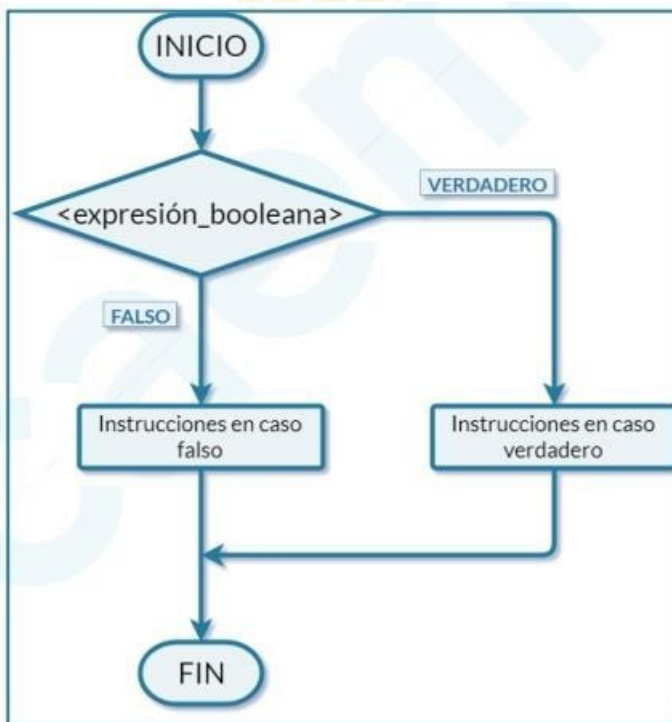 INICIO
<expresión_booleana>
VERDADERO
FALSO
Instrucciones en caso
falso
Instrucciones en caso
verdadero
FIN